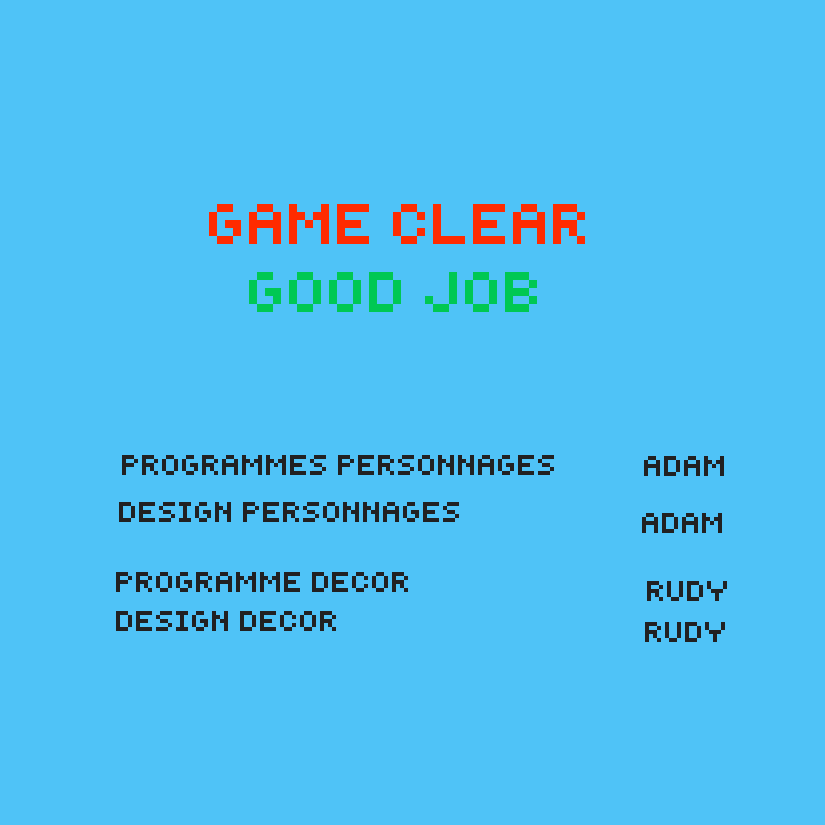 GAME CLEAR
GOOD JOB
PROGRAMMES PERSONNAGES ADAM
DESIGN PERSONNAGES ADAM
PROGRAMME DECOR RUDY
DESIGN DECOR RUDY